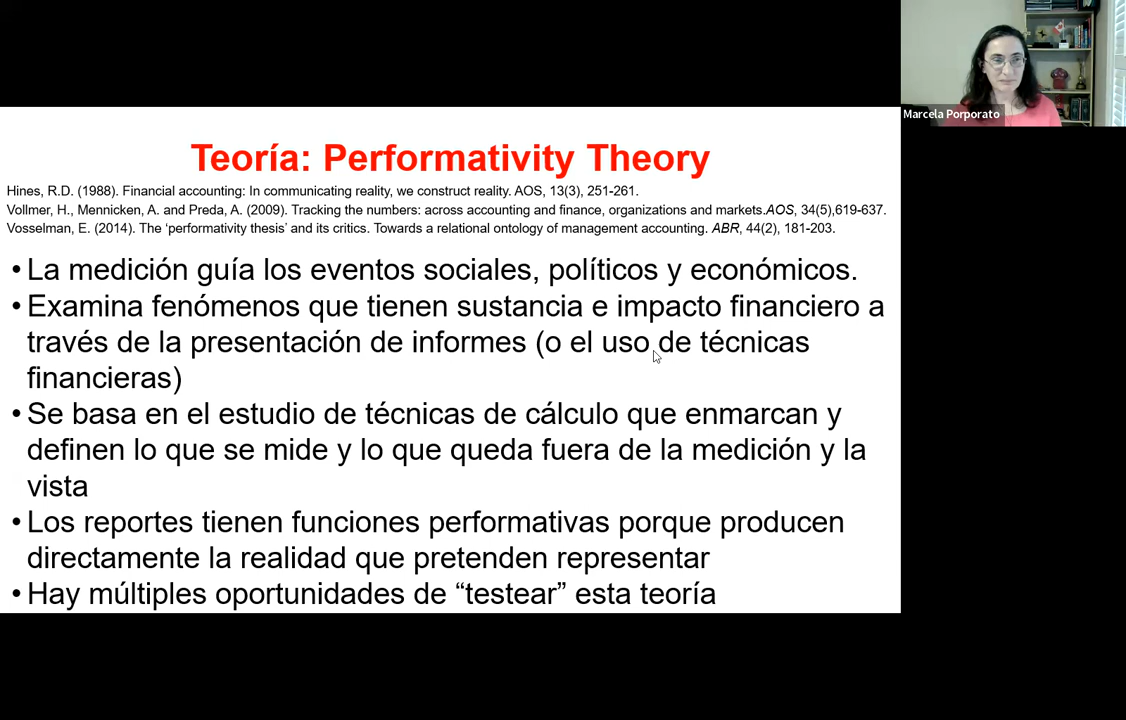 Teoría: Performativity Theory
Hines, R.D. (1988). Financial accounting: In communicating reality, we construct reality. AOS, 13(3), 251-261.
Vollmer, H., Mennicken, A. and Preda, A. (2009). Tracking the numbers: across accounting and finance, organizations and markets.AOS, 34(5),619-637.
Vosselman, E. (2014). The ‘performativity thesis’ and its critics. Towards a relational ontology of management accounting. ABR, 44(2), 181-203.
• La medición guía los eventos sociales, políticos y económicos.
• Examina fenómenos que tienen sustancia e impacto financiero a
través de la presentación de informes (o el uso de técnicas
financieras)
• Se basa en el estudio de técnicas de cálculo que enmarcan y
definen lo que se mide y lo que queda fuera de la medición y la
vista
• Los reportes tienen funciones performativas porque producen
directamente la realidad que pretenden representar
• Hay múltiples oportunidades de “testear” esta teoría
Marcela Porporato